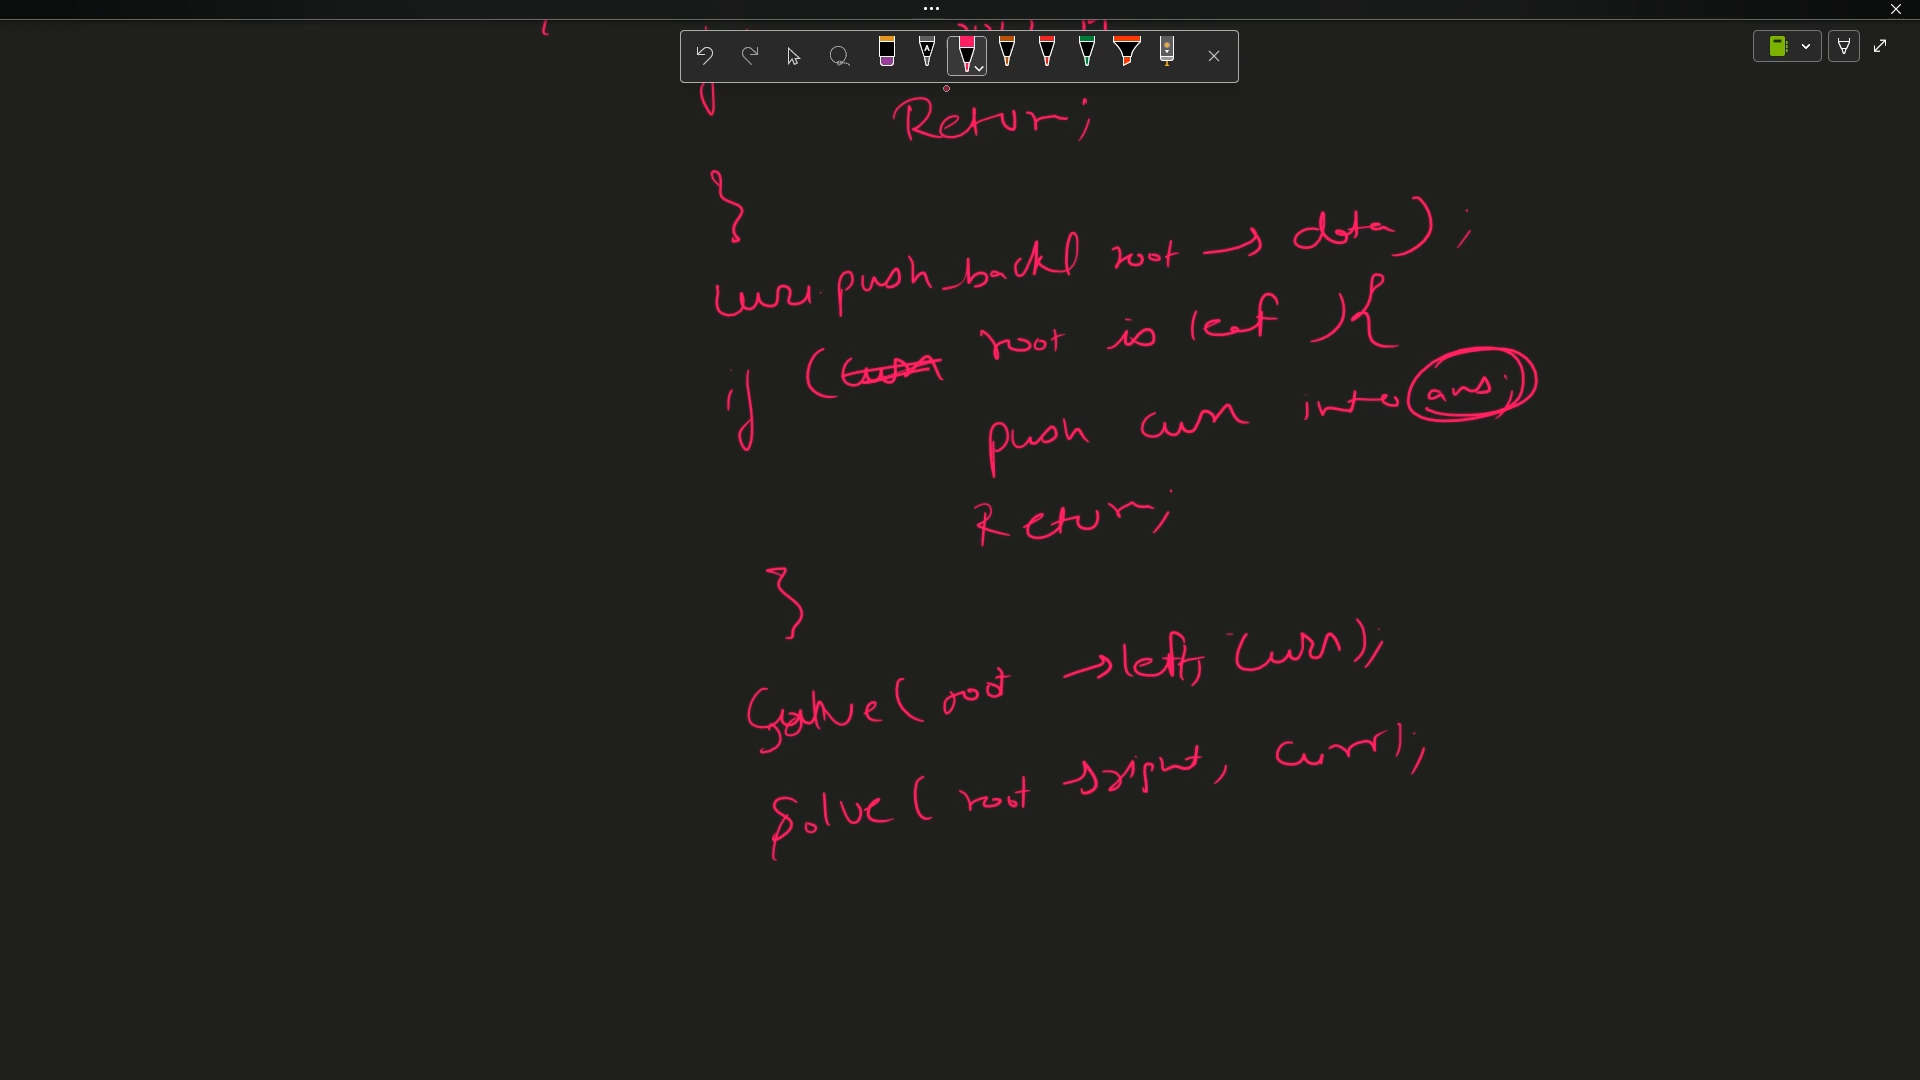 Return;
}
curr.push_back( root → data);
if ( root is leaf ){
push curr into ans;
Return;
}
Solve( root →left, curr);
Solve( root →right, curr);